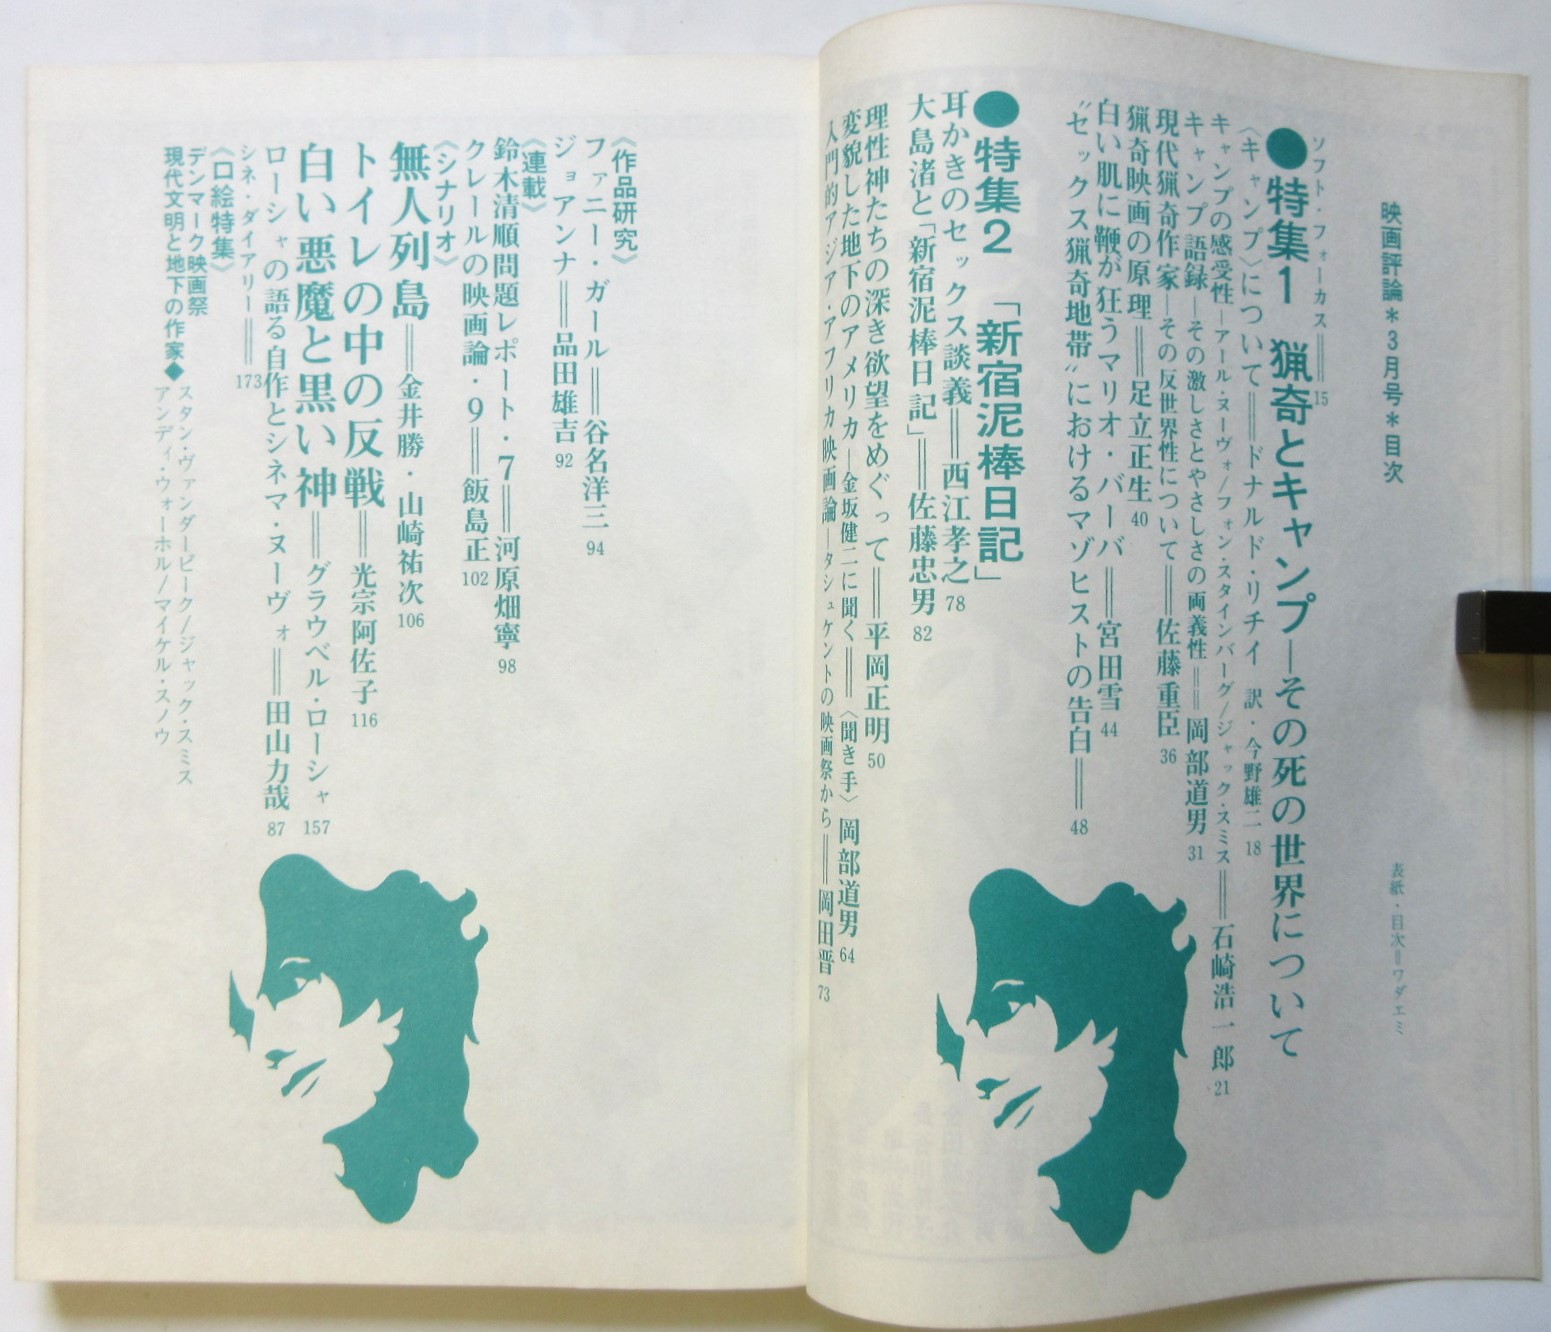 映画評論＊3月号＊目次
表紙・目次＝ワダエミ
ソフト・フォーカス＝15
●特集1 猟奇とキャンプ―その死の世界について
〈キャンプ〉について＝ドナルド・リチイ 訳・今野雄二 18
キャンプの感受性―アール・ヌーヴォ／フォン・スタインバーグ／ジャック・スミス＝石崎浩一郎 21
キャンプ語録―その激しさとやさしさの両義性＝岡部道男 31
現代猟奇作家―その反世界性について＝佐藤重臣 36
猟奇映画の原理＝足立正生 40
白い肌に鞭が狂うマリオ・バーバ＝宮田雪 44
〝セックス猟奇地帯〟におけるマゾヒストの告白＝48
●特集2 「新宿泥棒日記」
耳かきのセックス談義＝西江孝之 78
大島渚と「新宿泥棒日記」＝佐藤忠男 82
理性神たちの深き欲望をめぐって＝平岡正明 50
変貌した地下のアメリカ―金坂健二に聞く＝〈聞き手〉岡部道男 64
入門的アジア・アフリカ映画論―タシュケントの映画祭から＝岡田晋 73
《作品研究》
ファニー・ガール＝谷名洋三 94
ジョアンナ＝品田雄吉 92
《連載》
鈴木清順問題レポート・7＝河原畑寧 98
クレールの映画論・9＝飯島正 102
《シナリオ》
無人列島＝金井勝・山崎祐次 106
トイレの中の反戦＝光宗阿佐子 116
白い悪魔と黒い神＝グラウベル・ローシャ 157
ローシャの語る自作とシネマ・ヌーヴォ＝田山力哉 87
シネ・ダイアリー＝173
《口絵特集》
デンマーク映画祭
現代文明と地下の作家◆
スタン・ヴァンダービーク／ジャック・スミス
アンディ・ウォーホル／マイケル・スノウ